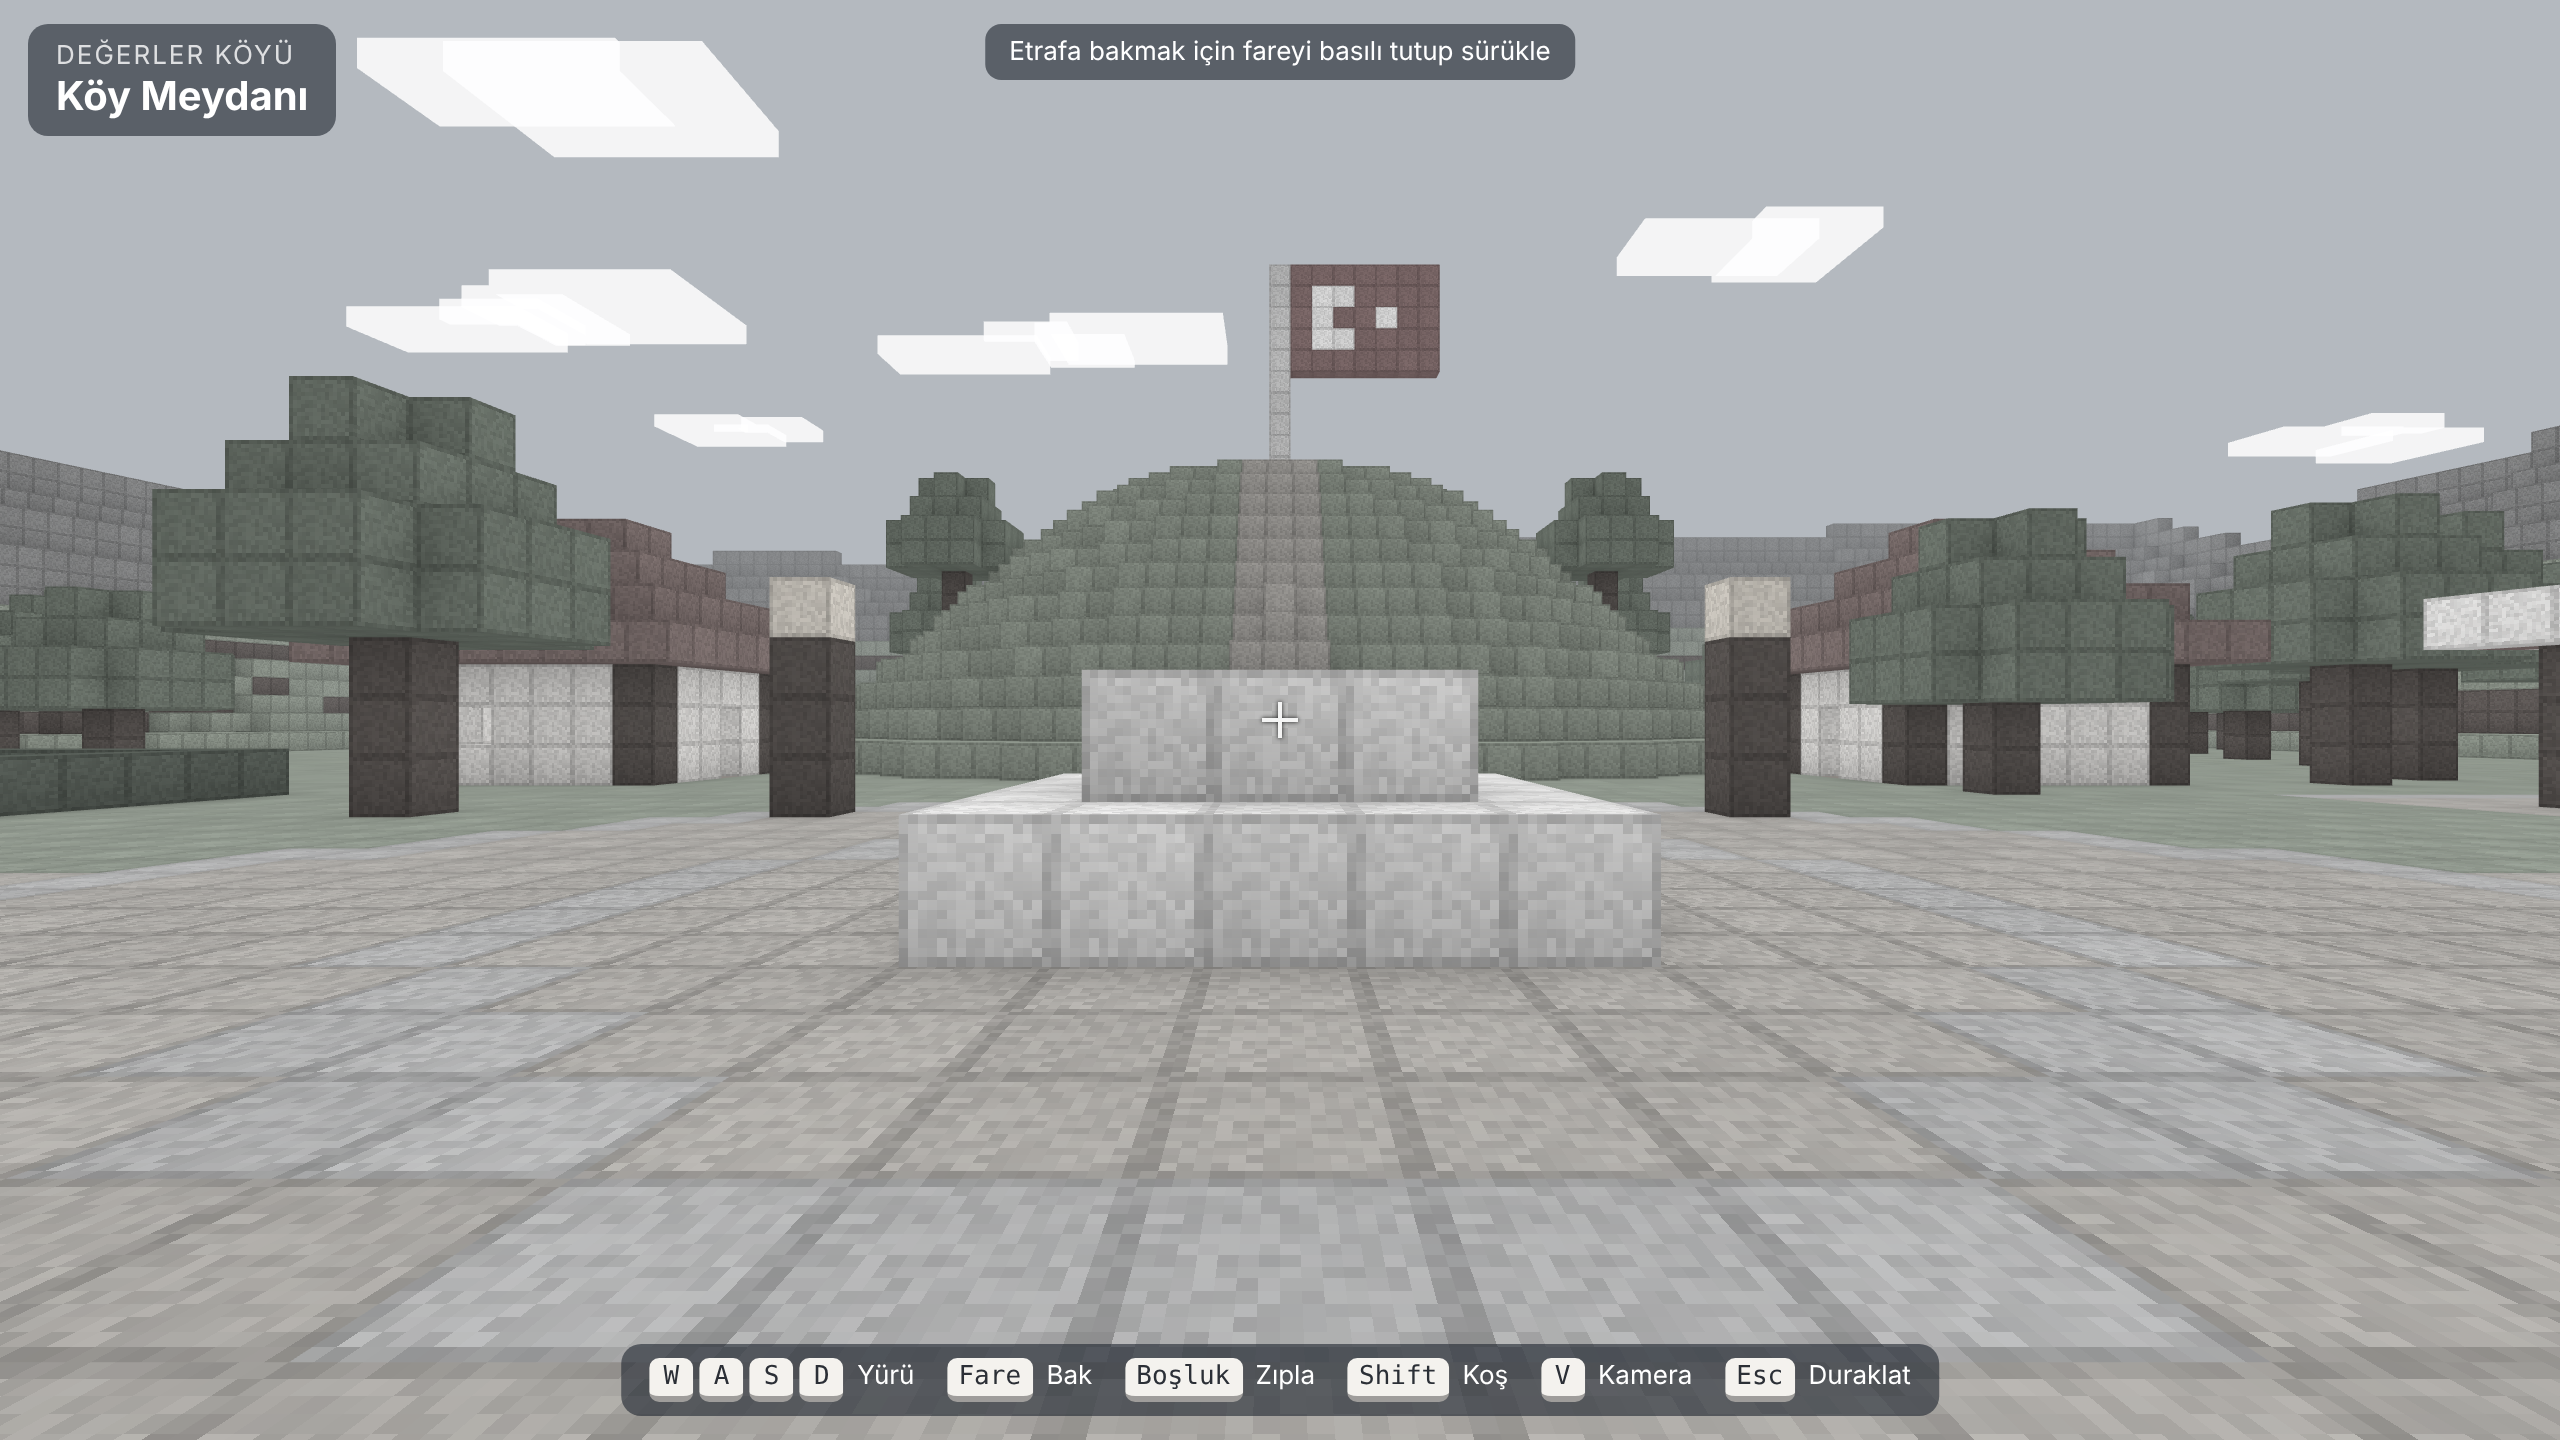 DEĞERLER KÖYÜ
Köy Meydanı
Etrafa bakmak için fareyi basılı tutup sürükle
W A S D Yürü Fare Bak Boşluk Zıpla Shift Koş V Kamera Esc Duraklat